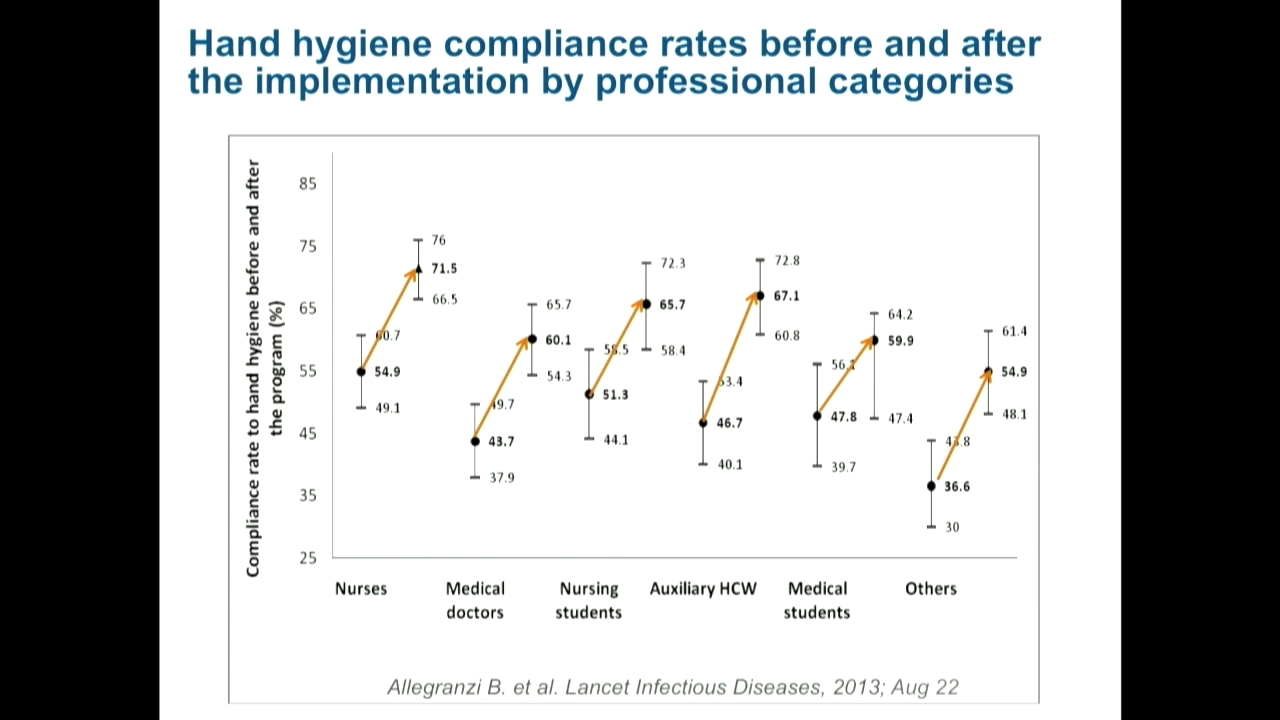 Hand hygiene compliance rates before and after
the implementation by professional categories
Compliance rate to hand hygiene before and after
the program (%)
85
75
65
55
45
35
25
60.7
54.9
49.1
76
71.5
66.5
49.7
43.7
37.9
65.7
60.1
54.3
51.3
44.1
72.3
65.7
58.4
53.4
46.7
40.1
72.8
67.1
60.8
47.8
39.7
64.2
59.9
47.4
43.8
36.6
30
61.4
54.9
48.1
Nurses
Medical
doctors
Nursing
students
Auxiliary HCW
Medical
students
Others
Allegranzi B. et al. Lancet Infectious Diseases, 2013; Aug 22